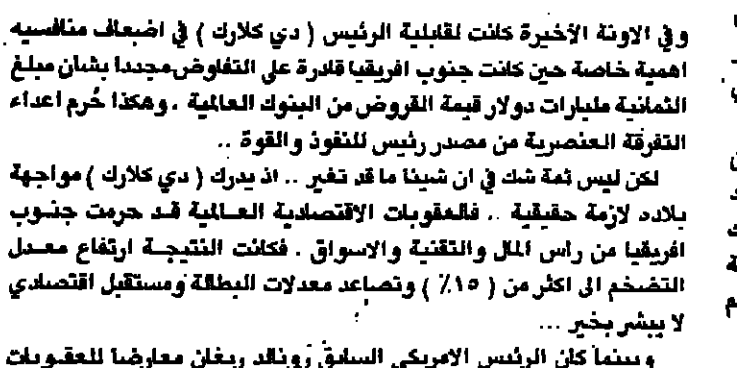 وفي الاونة الأخيرة كانت لقابلية الرئيس ( دي كلارك ) في اضعاف منافسيه
اهمية خاصة حين كانت جنوب افريقيا قادرة على التفاوض مجددا بشان مبلغ
الثمانية مليارات دولار قيمة القروض من البنوك العالمية . وهكذا حُرم اعداء
التفرقة العنصرية من مصدر رئيس للنفوذ والقوة ..
لكن ليس ثمة شك في ان شيئا ما قد تغير .. اذ يدرك ( دي كلارك ) مواجهة
بلاده لازمة حقيقية .. فالعقوبات الاقتصادية العالمية قد حرمت جنوب
افريقيا من راس المال والتقنية والاسواق . فكانت النتيجة ارتفاع معدل
التضخم الى اكثر من ( ١٥٪ ) وتصاعد معدلات البطالة ومستقبل اقتصادي
لا يبشر بخير ...
وبينما كان الرئيس الامريكي السابق رونالد ريغان معارضا للعقوبات